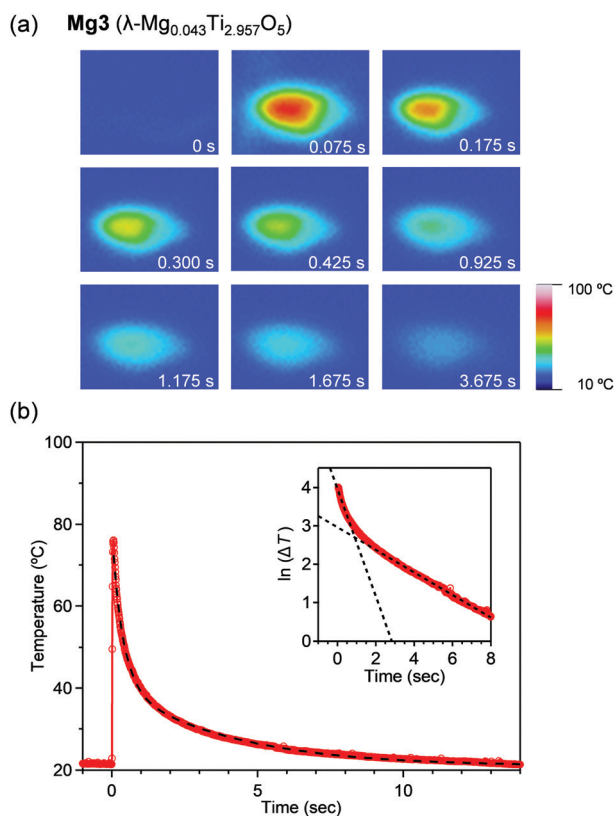 (a) Mg3 (λ-Mg0.043Ti2.957O5)
0 s
0.075 s
0.175 s
0.300 s
0.425 s
0.925 s
1.175 s
1.675 s
3.675 s
100 ºC
10 ºC
(b)
100
80
60
40
20
Temperature (ºC)
0
5
10
Time (sec)
4
3
2
1
0
ln (ΔT)
0
2
4
6
8
Time (sec)